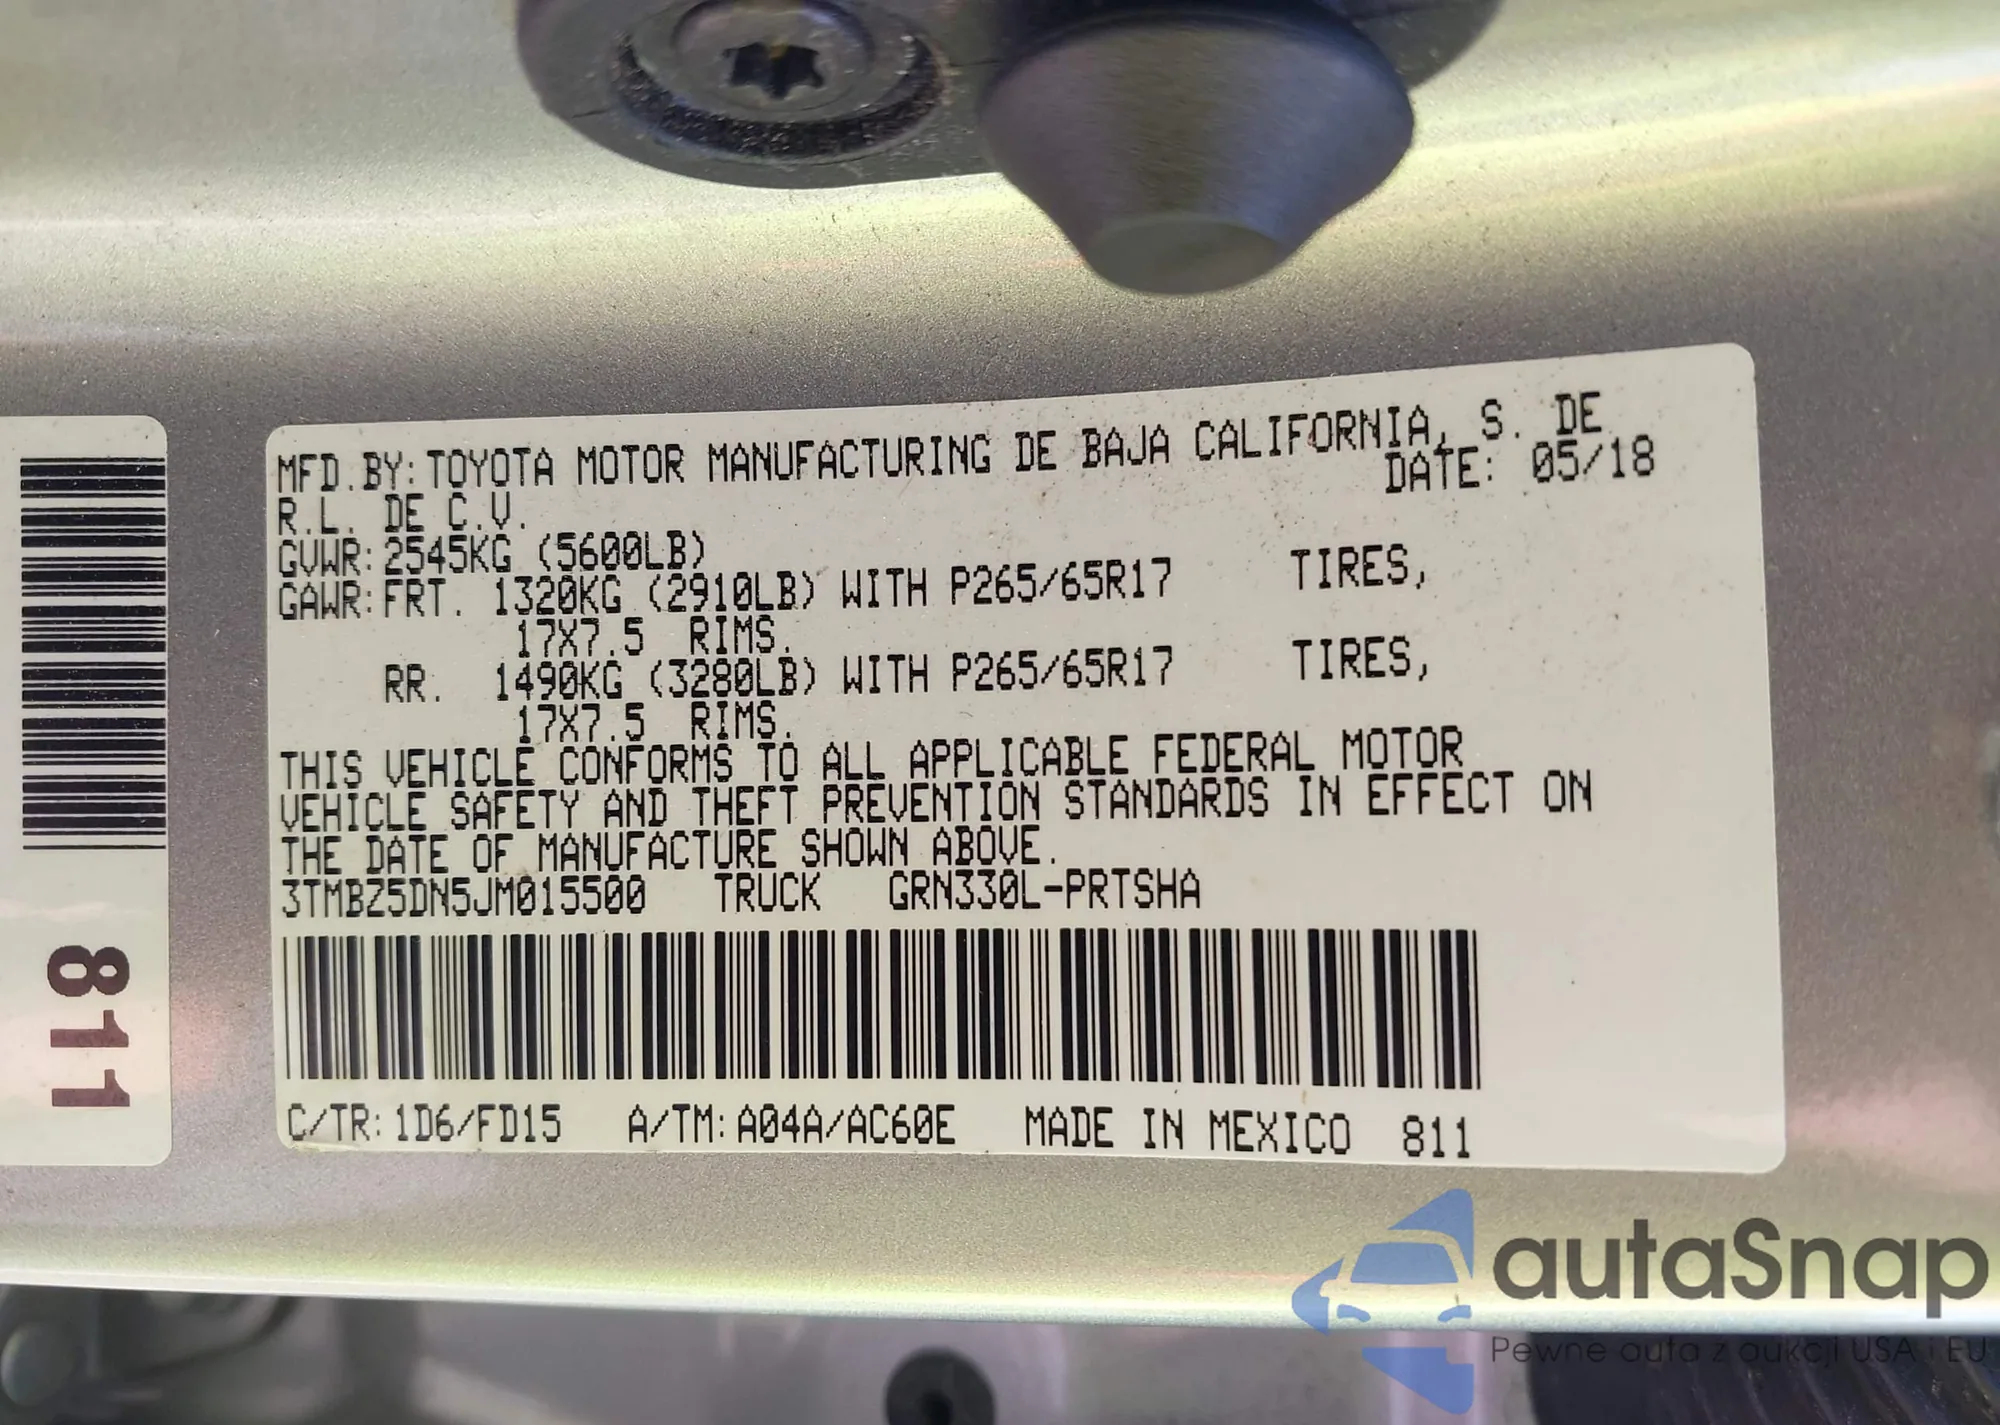 MFD.BY:TOYOTA MOTOR MANUFACTURING DE BAJA CALIFORNIA, S. DE
R.L. DE C.V. DATE: 05/18
GVWR:2545KG (5600LB)
GAWR:FRT. 1320KG (2910LB) WITH P265/65R17 TIRES,
17X7.5 RIMS.
RR. 1490KG (3280LB) WITH P265/65R17 TIRES,
17X7.5 RIMS.
THIS VEHICLE CONFORMS TO ALL APPLICABLE FEDERAL MOTOR
VEHICLE SAFETY AND THEFT PREVENTION STANDARDS IN EFFECT ON
THE DATE OF MANUFACTURE SHOWN ABOVE.
3TMBZ5DN5JM015500 TRUCK GRN330L-PRTSHA
C/TR:1D6/FD15 A/TM:A04A/AC60E MADE IN MEXICO 811
811
autaSnap
Pewne auta z aukcji USA i EU